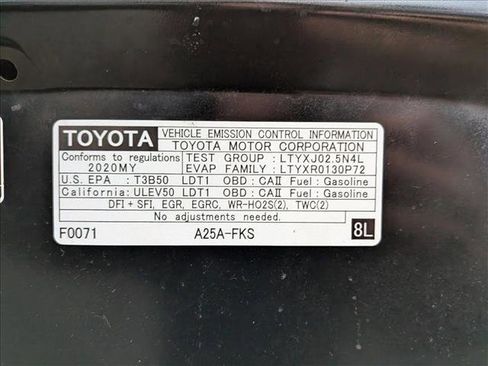 TOYOTA VEHICLE EMISSION CONTROL INFORMATION
TOYOTA MOTOR CORPORATION
Conforms to regulations TEST GROUP : LTYXJ02.5N4L
2020MY EVAP FAMILY : LTYXR0130P72
U.S. EPA : T3B50 LDT1 OBD : CAII Fuel : Gasoline
California: ULEV50 LDT1 OBD : CAII Fuel : Gasoline
DFI + SFI, EGR, EGRC, WR-HO2S(2), TWC(2)
No adjustments needed.
F0071 A25A-FKS 8L